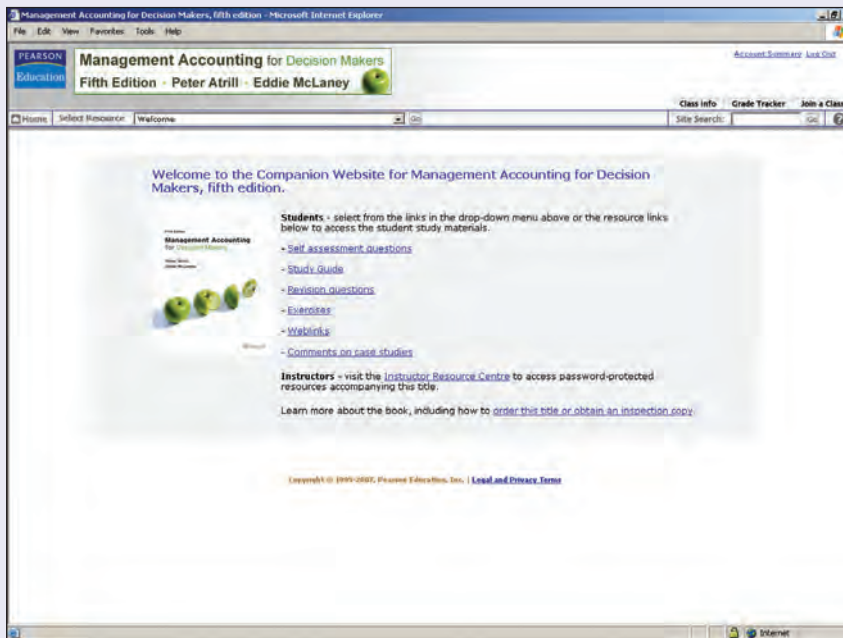 Management Accounting for Decision Makers, fifth edition - Microsoft Internet Explorer
File Edit View Favorites Tools Help
PEARSON
Education
Management Accounting for Decision Makers
Fifth Edition · Peter Atrill · Eddie McLaney
Account Summary Log Out
Class Info Grade Tracker Join a Class
Home Select Resource Welcome Go Site Search: Go ?
Welcome to the Companion Website for Management Accounting for Decision
Makers, fifth edition.
Management Accounting
for Decision Makers
Students - select from the links in the drop-down menu above or the resource links
below to access the student study materials.
- Self assessment questions
- Study Guide
- Revision questions
- Exercises
- Weblinks
- Comments on case studies
Instructors - visit the Instructor Resource Centre to access password-protected
resources accompanying this title.
Learn more about the book, including how to order this title or obtain an inspection copy.
Copyright © 1995-2007, Pearson Education, Inc. | Legal and Privacy Terms
Internet